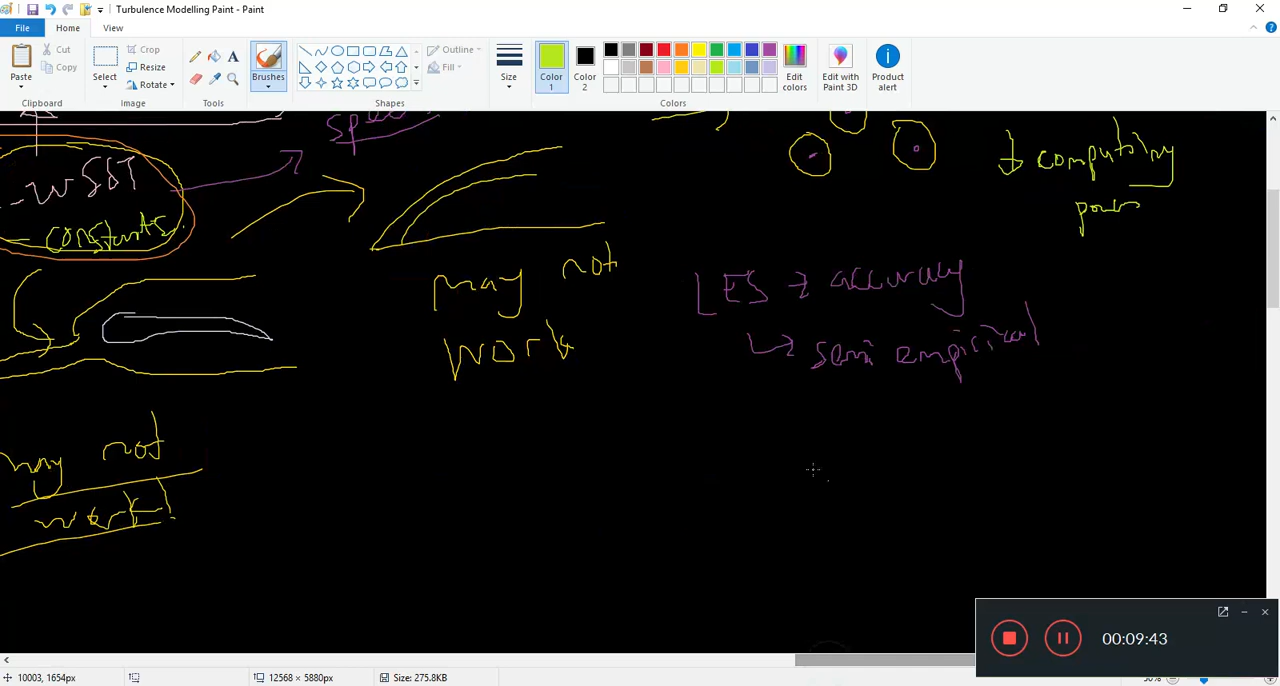 Turbulence Modelling Paint - Paint
File Home View
Paste
Cut
Copy
Clipboard
Select
Crop
Resize
Rotate
Image
Tools
Brushes
Shapes
Outline
Fill
Size
Color 1
Color 2
Colors
Edit colors
Edit with Paint 3D
Product alert
-w SST
constants
may not
work
may not
work
LES → accuracy
↳ semi empirical
↓ computing
power
00:09:43
10003, 1654px
12568 × 5880px
Size: 275.8KB
50%